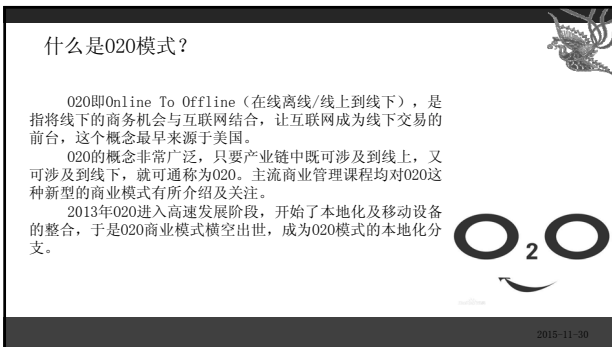 什么是O2O模式？
O2O即Online To Offline（在线离线/线上到线下），是
指将线下的商务机会与互联网结合，让互联网成为线下交易的
前台，这个概念最早来源于美国。
O2O的概念非常广泛，只要产业链中既可涉及到线上，又
可涉及到线下，就可通称为O2O。主流商业管理课程均对O2O这
种新型的商业模式有所介绍及关注。
2013年O2O进入高速发展阶段，开始了本地化及移动设备
的整合，于是O2O商业模式横空出世，成为O2O模式的本地化分
支。
O2O
2015-11-30